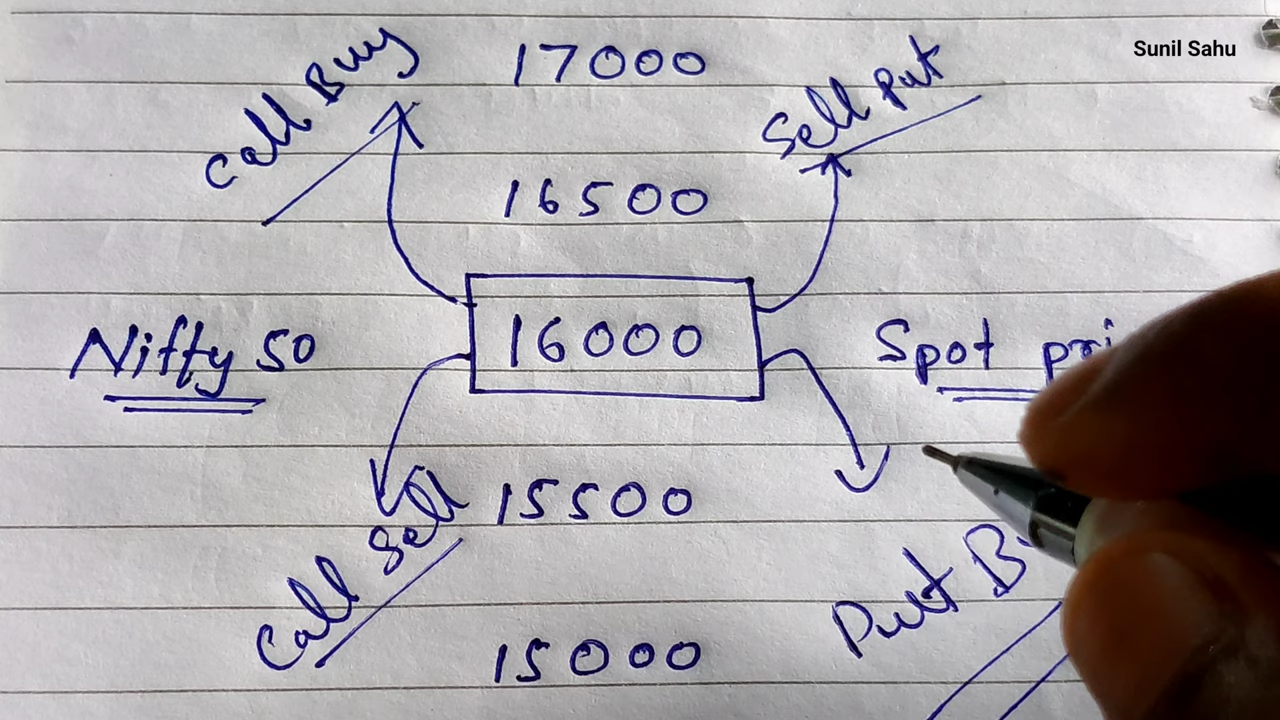 Sunil Sahu
Call Buy
17000
Sell Put
16500
Nifty 50
16000
Spot
Call Sell
15500
Put
15000